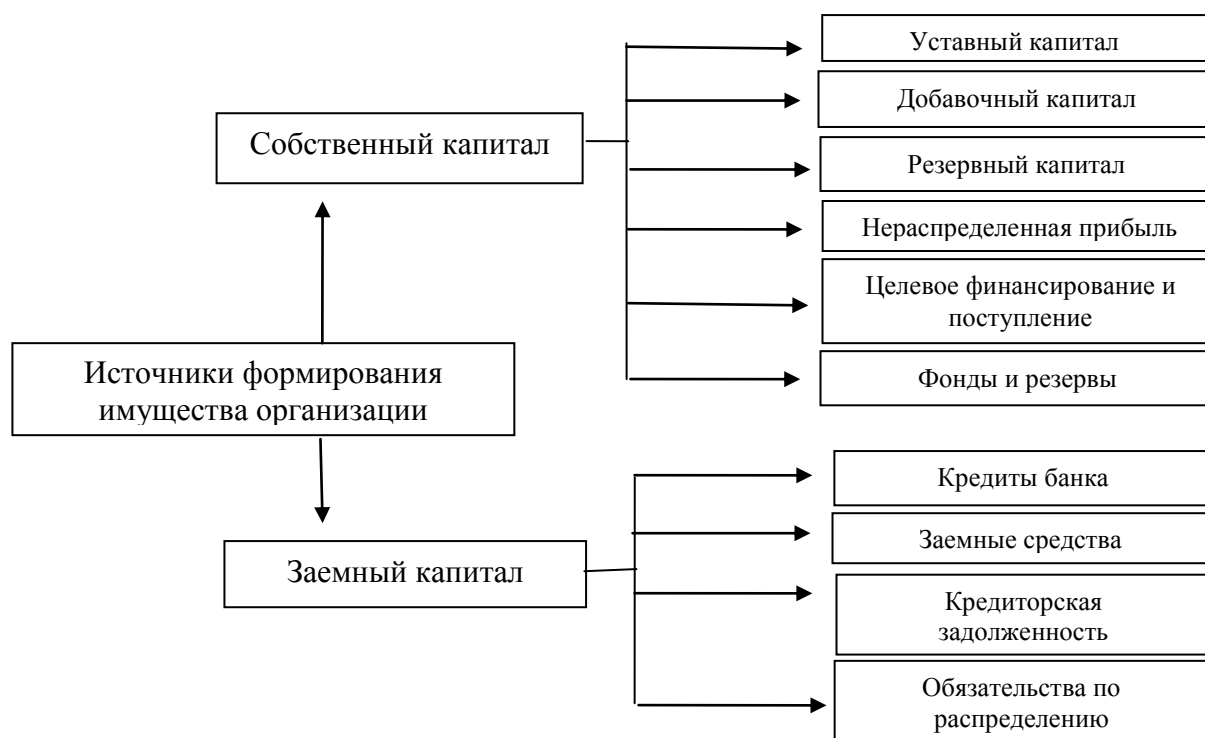 Уставный капитал
Добавочный капитал
Собственный капитал
Резервный капитал
Нераспределенная прибыль
Целевое финансирование и
поступление
Источники формирования
имущества организации
Фонды и резервы
Кредиты банка
Заемные средства
Заемный капитал
Кредиторская
задолженность
Обязательства по
распределению